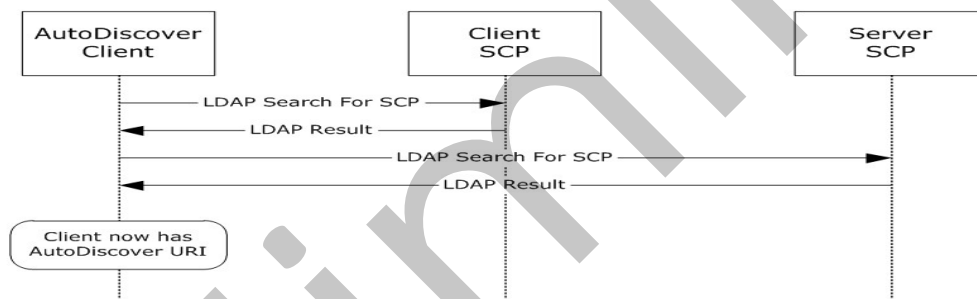 AutoDiscover
Client
Client
SCP
Server
SCP
LDAP Search For SCP
LDAP Result
LDAP Search For SCP
LDAP Result
Client now has
AutoDiscover URI